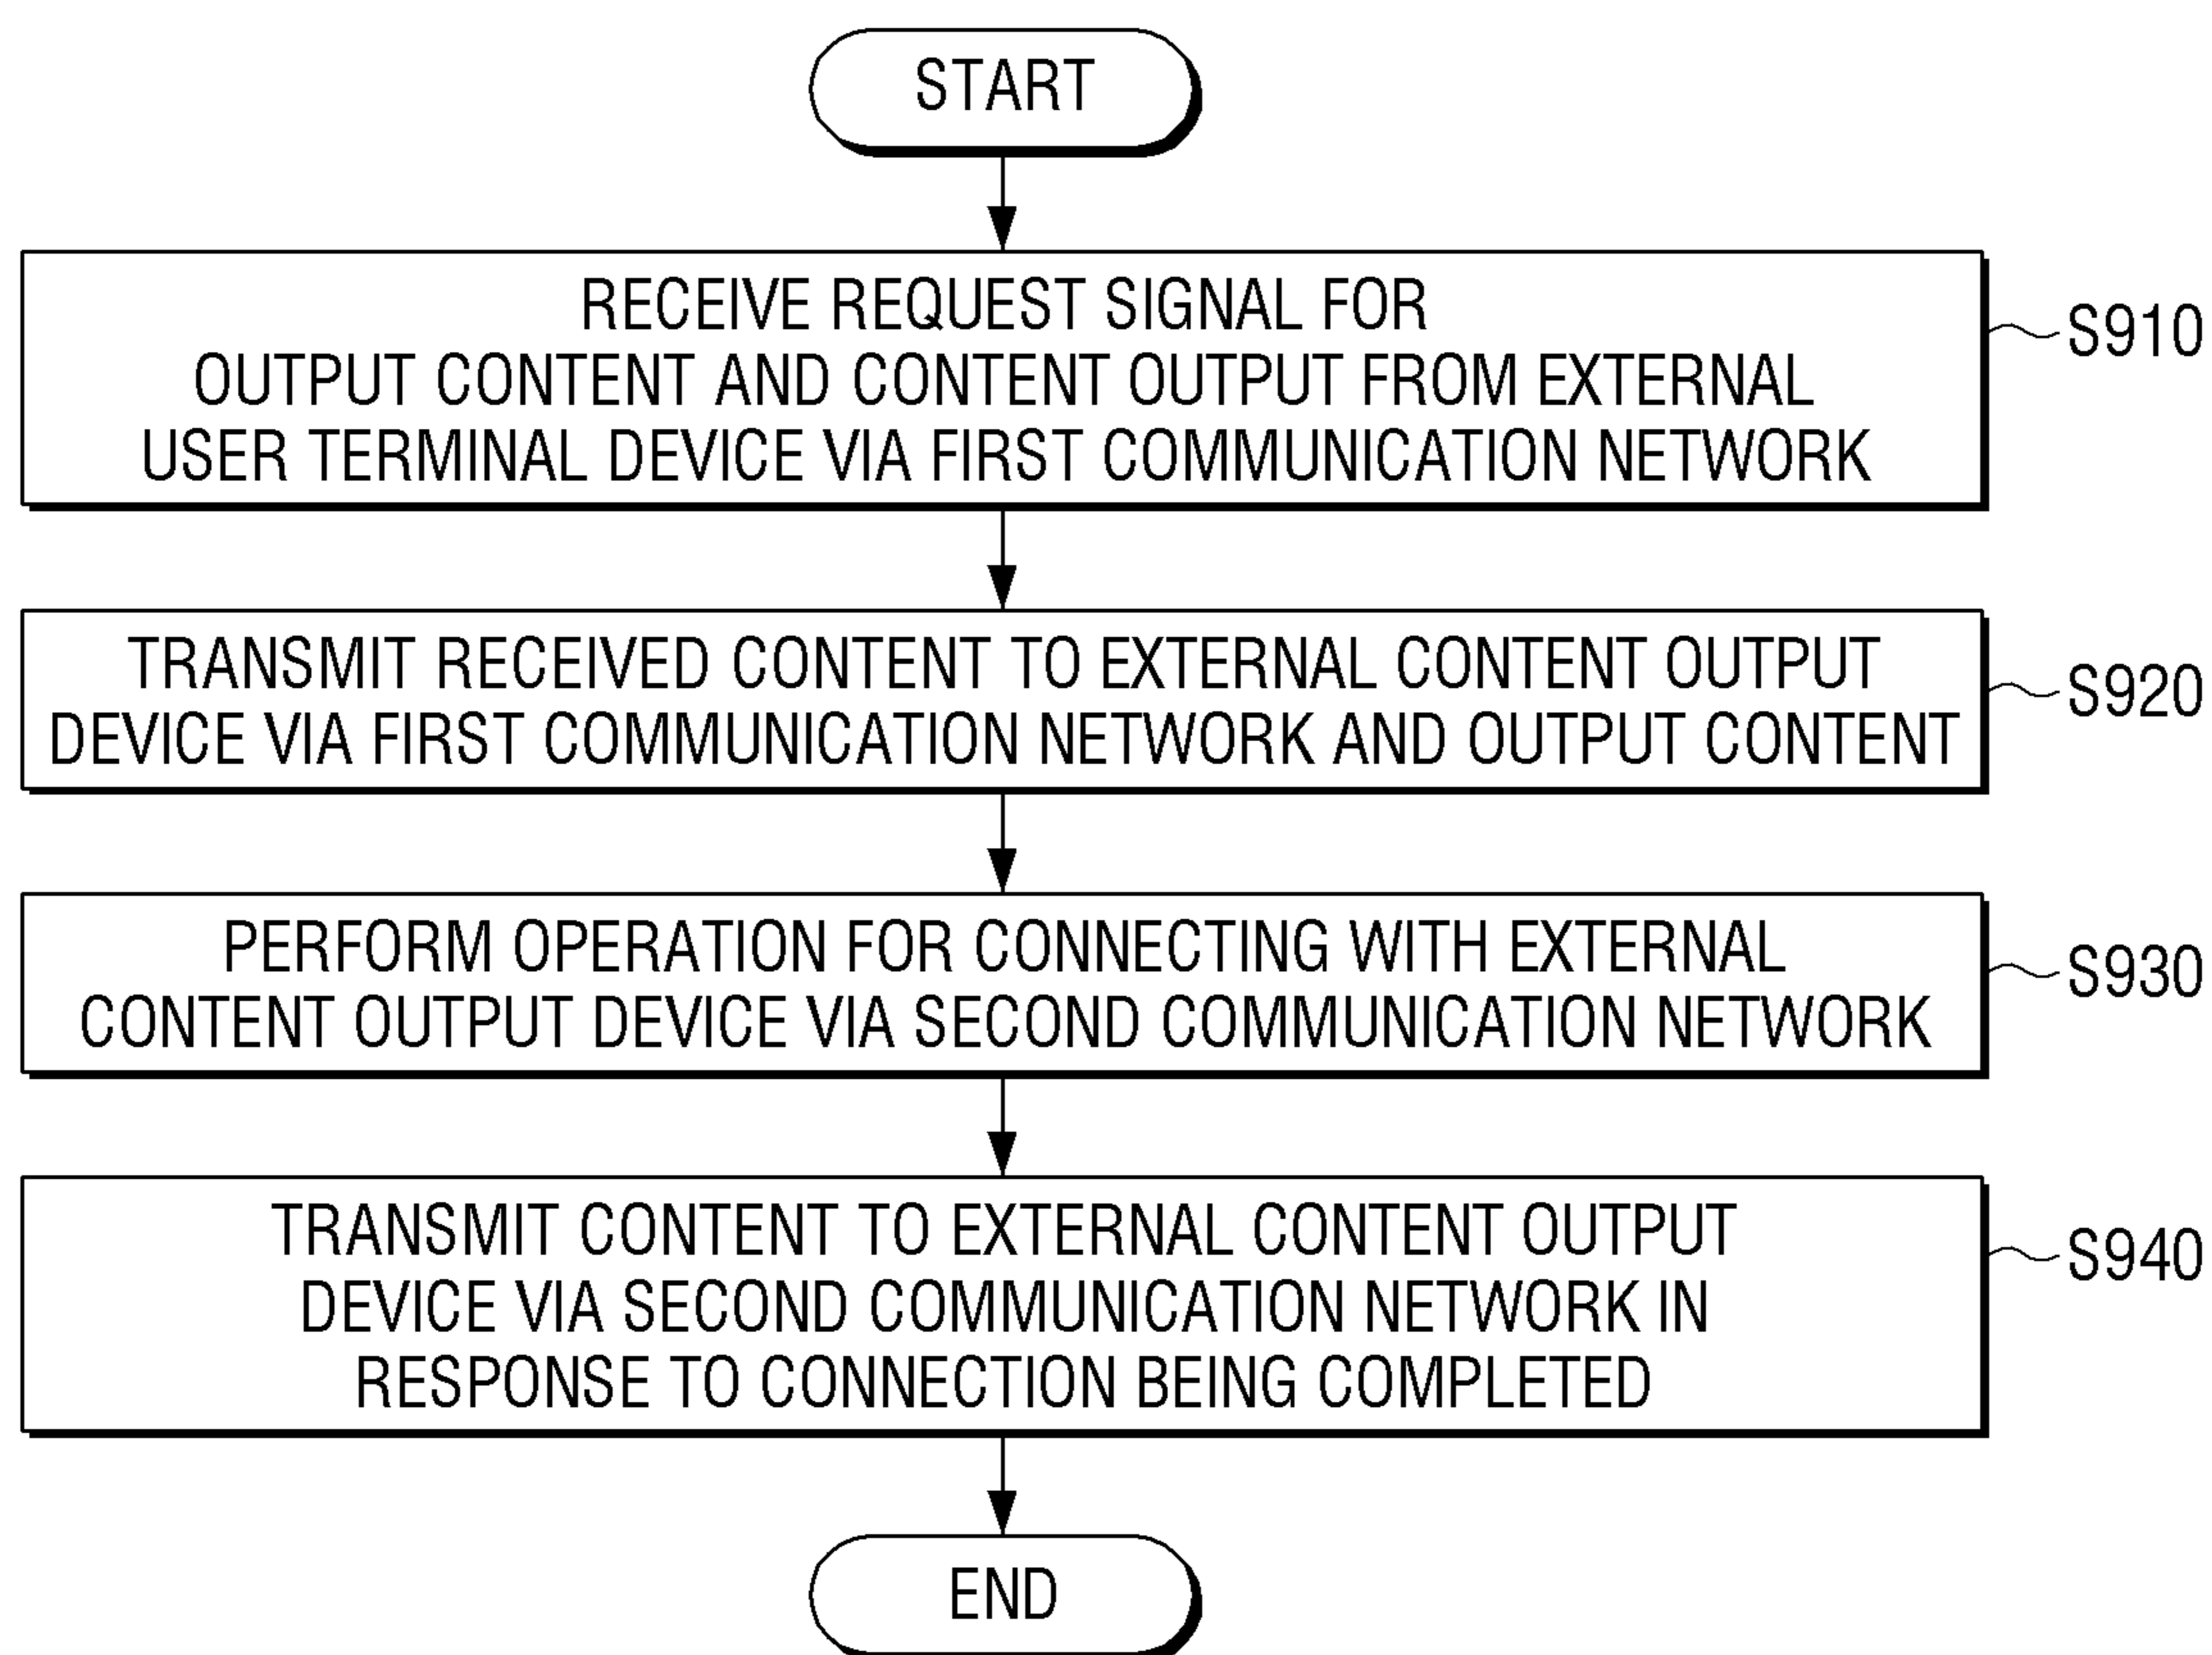 START
RECEIVE REQUEST SIGNAL FOR
OUTPUT CONTENT AND CONTENT OUTPUT FROM EXTERNAL
USER TERMINAL DEVICE VIA FIRST COMMUNICATION NETWORK
S910
TRANSMIT RECEIVED CONTENT TO EXTERNAL CONTENT OUTPUT
DEVICE VIA FIRST COMMUNICATION NETWORK AND OUTPUT CONTENT
S920
PERFORM OPERATION FOR CONNECTING WITH EXTERNAL
CONTENT OUTPUT DEVICE VIA SECOND COMMUNICATION NETWORK
S930
TRANSMIT CONTENT TO EXTERNAL CONTENT OUTPUT
DEVICE VIA SECOND COMMUNICATION NETWORK IN
RESPONSE TO CONNECTION BEING COMPLETED
S940
END